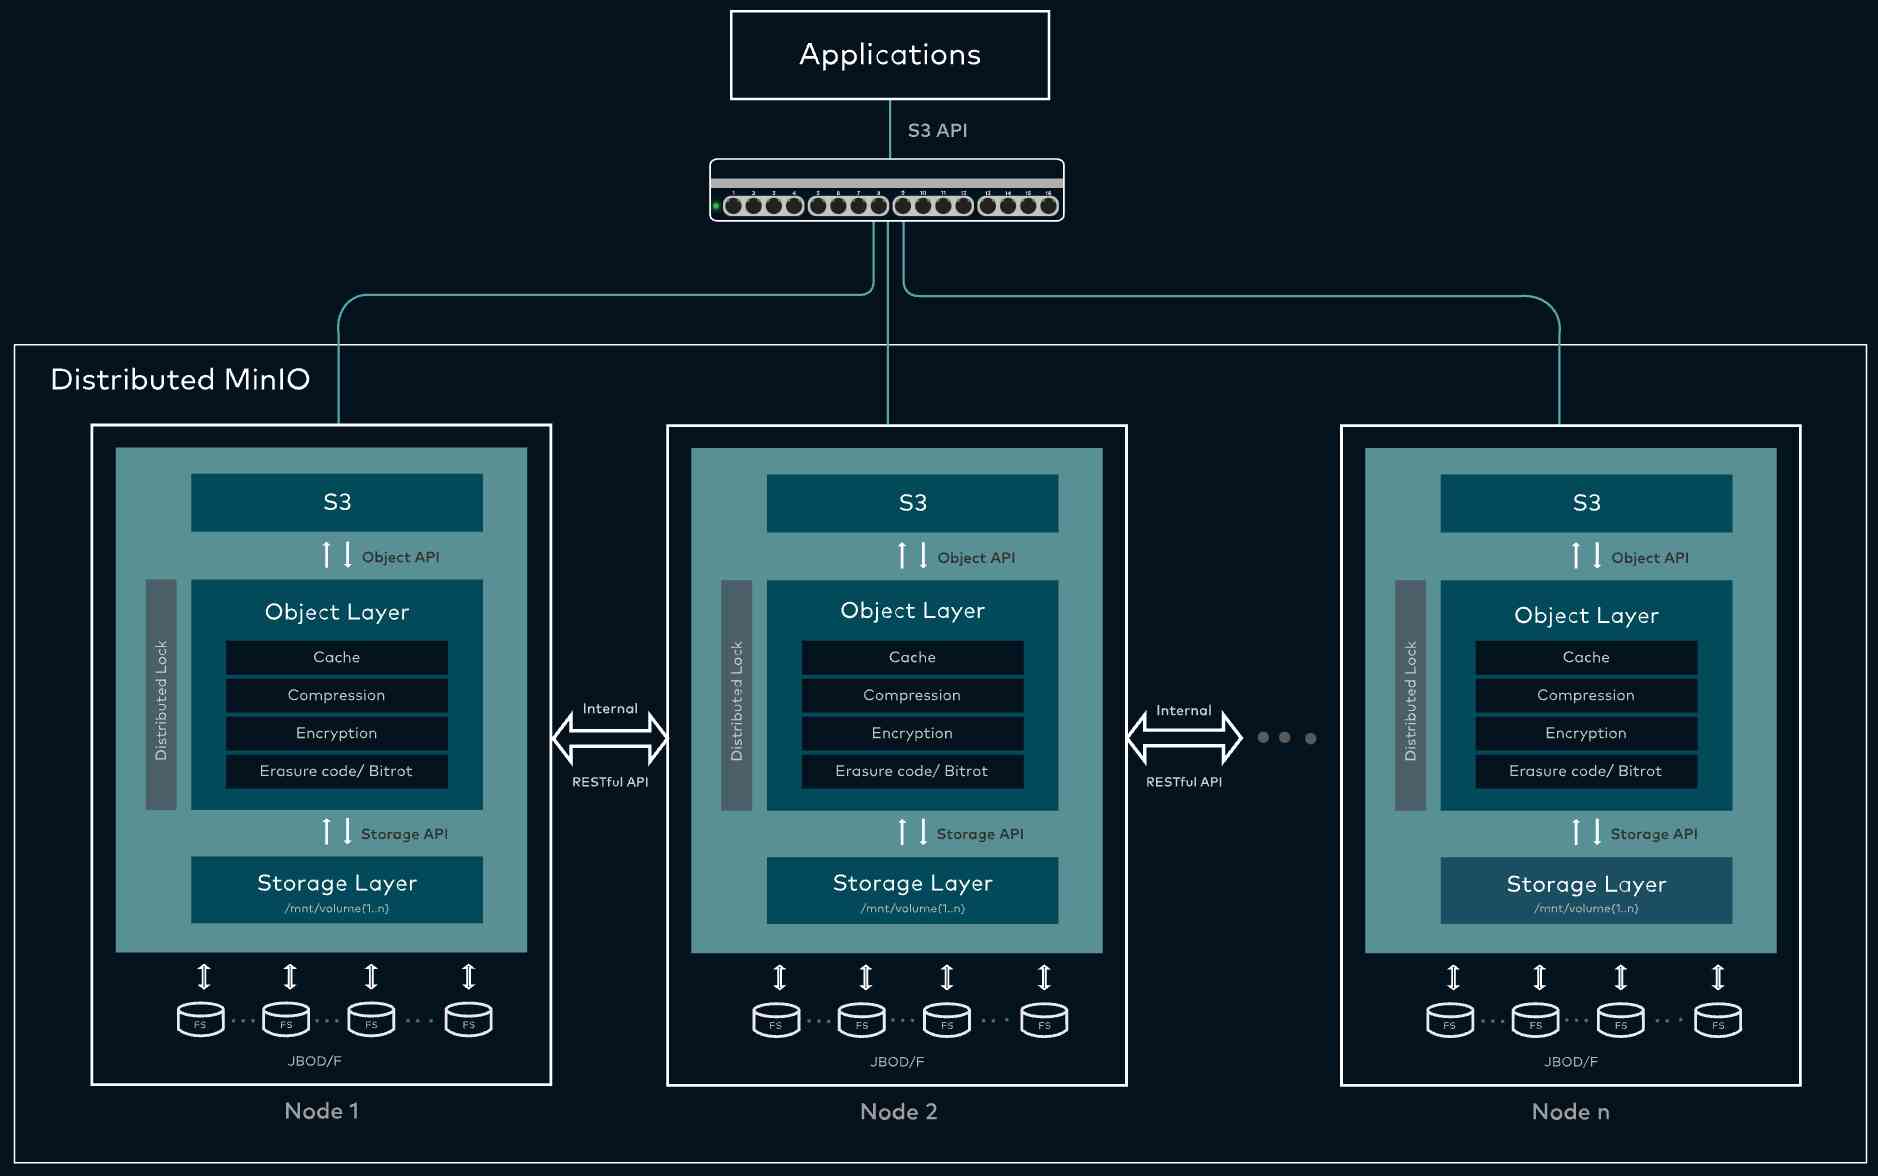 Applications
S3 API
1 2 3 4 5 6 7 8 9 10 11 12 13 14 15 16
Distributed MinIO
S3
Object API
Distributed Lock
Object Layer
Cache
Compression
Encryption
Erasure code/ Bitrot
Storage API
Storage Layer
/mnt/volume{1..n}
FS FS FS FS
JBOD/F
Node 1
Internal
RESTful API
S3
Object API
Distributed Lock
Object Layer
Cache
Compression
Encryption
Erasure code/ Bitrot
Storage API
Storage Layer
/mnt/volume{1..n}
FS FS FS FS
JBOD/F
Node 2
Internal
RESTful API
S3
Object API
Distributed Lock
Object Layer
Cache
Compression
Encryption
Erasure code/ Bitrot
Storage API
Storage Layer
/mnt/volume{1..n}
FS FS FS FS
JBOD/F
Node n